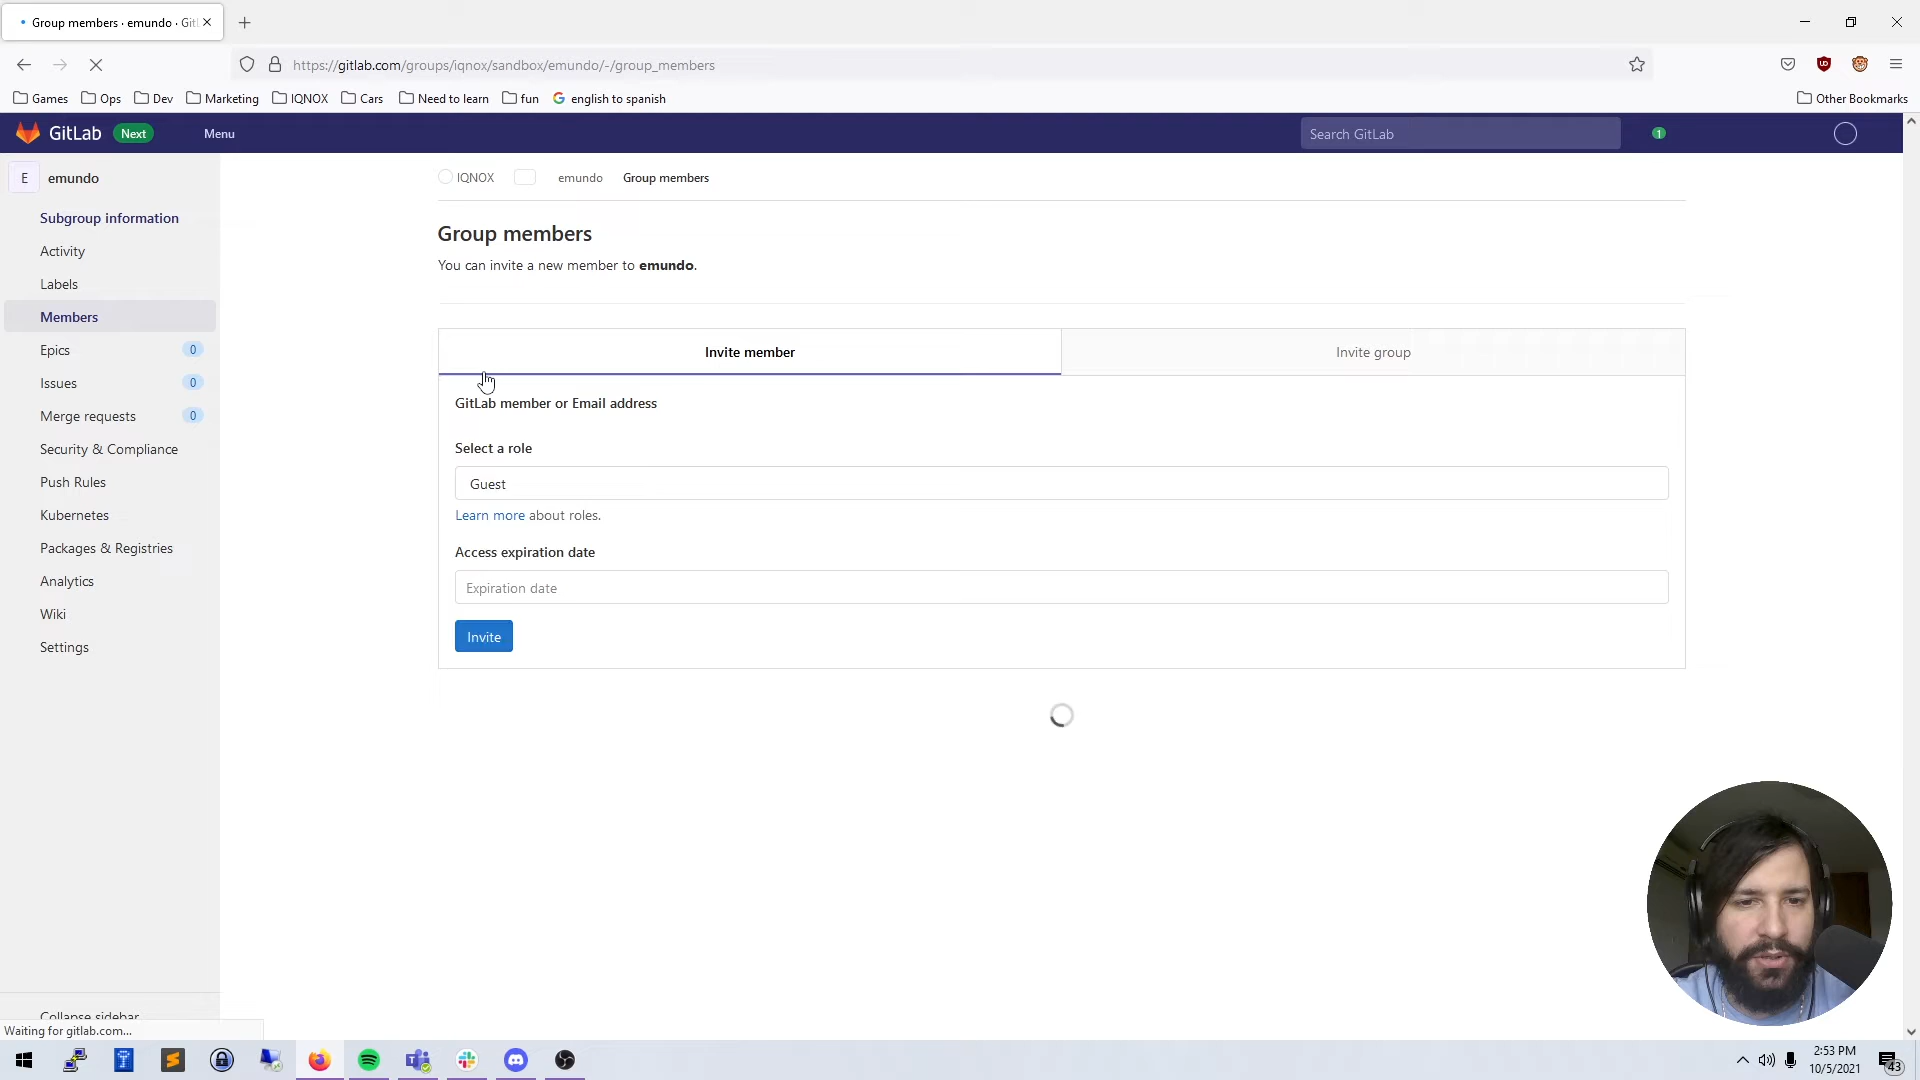 Group members · emundo · Git
https://gitlab.com/groups/iqnox/sandbox/emundo/-/group_members
Games
Ops
Dev
Marketing
IQNOX
Cars
Need to learn
fun
english to spanish
Other Bookmarks
GitLab
Next
Menu
Search GitLab
1
E
emundo
Subgroup information
Activity
Labels
Members
Epics 0
Issues 0
Merge requests 0
Security & Compliance
Push Rules
Kubernetes
Packages & Registries
Analytics
Wiki
Settings
Collapse sidebar
Waiting for gitlab.com...
IQNOX
emundo
Group members
Group members
You can invite a new member to emundo.
Invite member
Invite group
GitLab member or Email address
Select a role
Guest
Learn more about roles.
Access expiration date
Expiration date
Invite
2:53 PM
10/5/2021
43